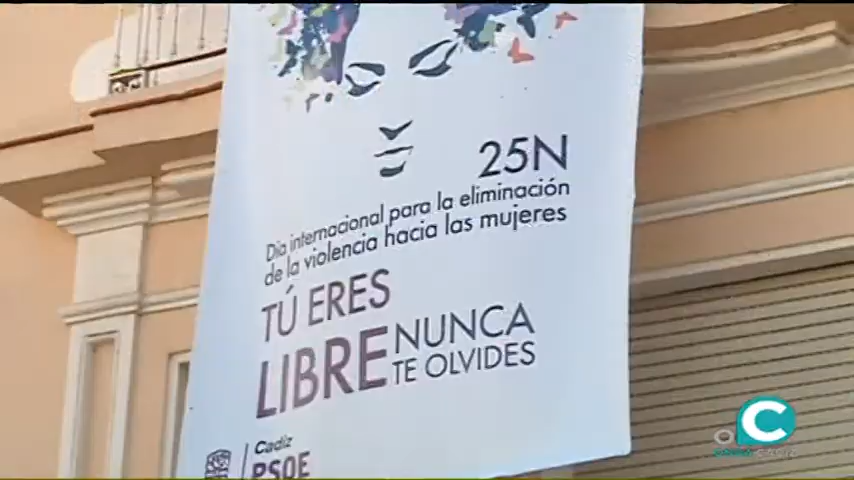 25N
Día internacional para la eliminación
de la violencia hacia las mujeres
TÚ ERES
LIBRE NUNCA
TE OLVIDES
Cadiz
PSOE
C